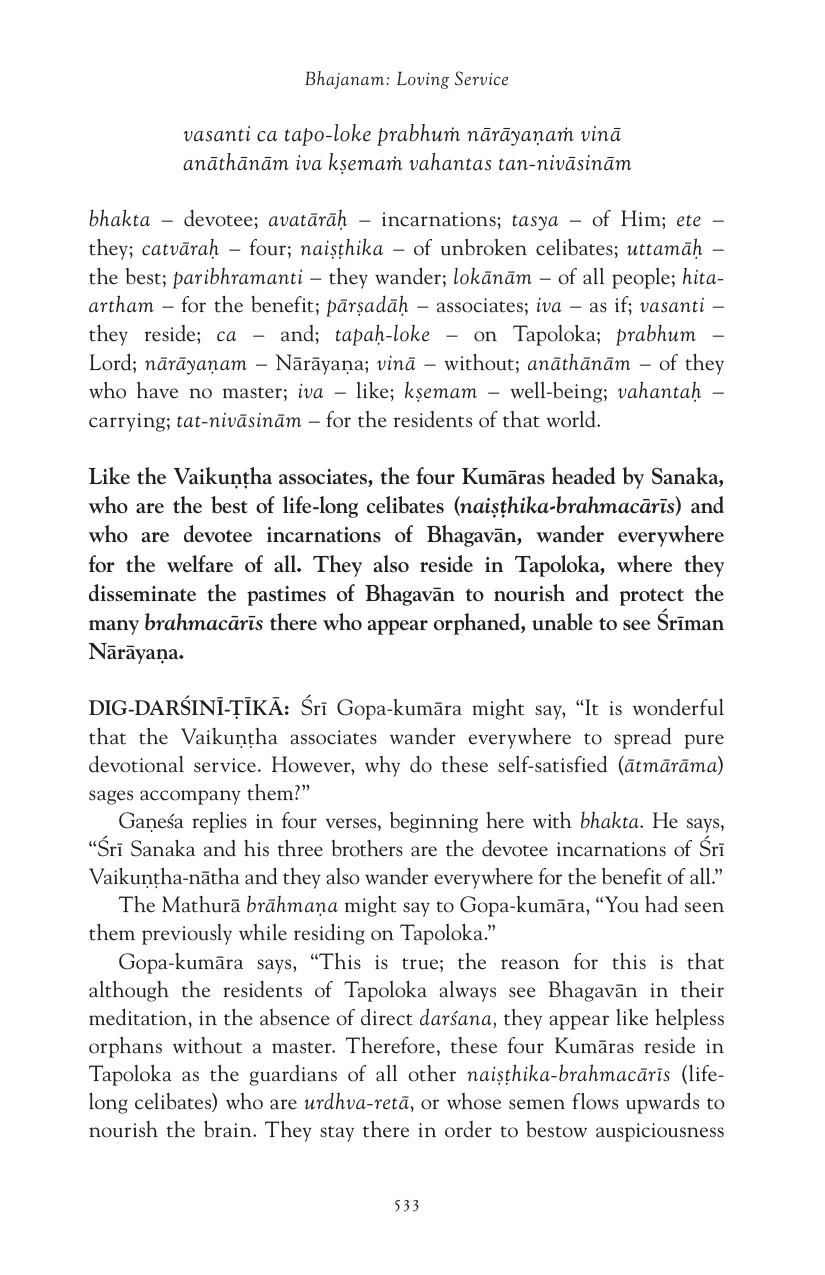 Bhajanam: Loving Service
vasanti ca tapo-loke prabhuṁ nārāyaṇaṁ vinā
anāthānām iva kṣemaṁ vahantas tan-nivāsinām
bhakta – devotee; avatārāḥ – incarnations; tasya – of Him; ete –
they; catvāraḥ – four; naiṣṭhika – of unbroken celibates; uttamāḥ –
the best; paribhramanti – they wander; lokānām – of all people; hita-
artham – for the benefit; pārṣadāḥ – associates; iva – as if; vasanti –
they reside; ca – and; tapaḥ-loke – on Tapoloka; prabhum –
Lord; nārāyaṇam – Nārāyaṇa; vinā – without; anāthānām – of they
who have no master; iva – like; kṣemam – well-being; vahantaḥ –
carrying; tat-nivāsinām – for the residents of that world.
Like the Vaikuṇṭha associates, the four Kumāras headed by Sanaka,
who are the best of life-long celibates (naiṣṭhika-brahmacārīs) and
who are devotee incarnations of Bhagavān, wander everywhere
for the welfare of all. They also reside in Tapoloka, where they
disseminate the pastimes of Bhagavān to nourish and protect the
many brahmacārīs there who appear orphaned, unable to see Śrīman
Nārāyaṇa.
DIG-DARŚINĪ-ṬĪKĀ: Śrī Gopa-kumāra might say, “It is wonderful
that the Vaikuṇṭha associates wander everywhere to spread pure
devotional service. However, why do these self-satisfied (ātmārāma)
sages accompany them?”
Gaṇeśa replies in four verses, beginning here with bhakta. He says,
“Śrī Sanaka and his three brothers are the devotee incarnations of Śrī
Vaikuṇṭha-nātha and they also wander everywhere for the benefit of all.”
The Mathurā brāhmaṇa might say to Gopa-kumāra, “You had seen
them previously while residing on Tapoloka.”
Gopa-kumāra says, “This is true; the reason for this is that
although the residents of Tapoloka always see Bhagavān in their
meditation, in the absence of direct darśana, they appear like helpless
orphans without a master. Therefore, these four Kumāras reside in
Tapoloka as the guardians of all other naiṣṭhika-brahmacārīs (life-
long celibates) who are urdhva-retā, or whose semen flows upwards to
nourish the brain. They stay there in order to bestow auspiciousness
533